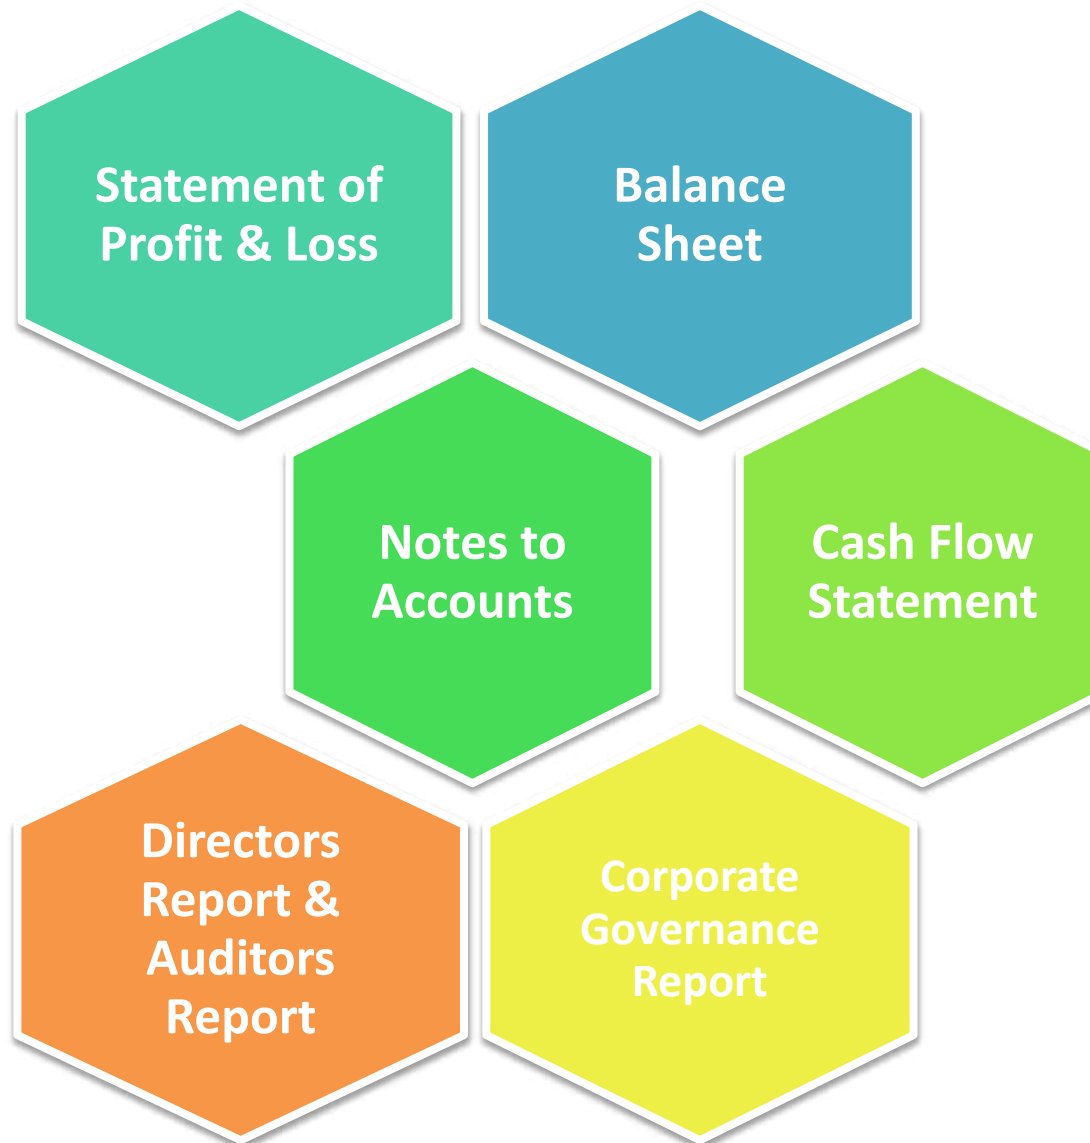 Statement of
Profit & Loss
Balance
Sheet
Notes to
Accounts
Cash Flow
Statement
Directors
Report &
Auditors
Report
Corporate
Governance
Report